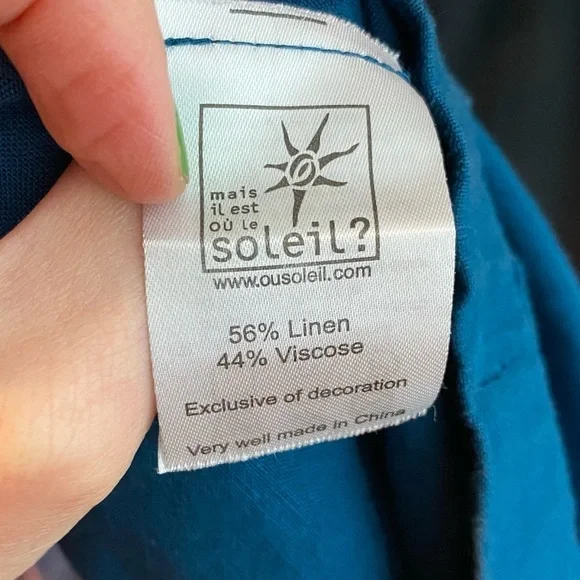 mais
il est
où le
soleil?
www.ousoleil.com
56% Linen
44% Viscose
Exclusive of decoration
Very well made in China